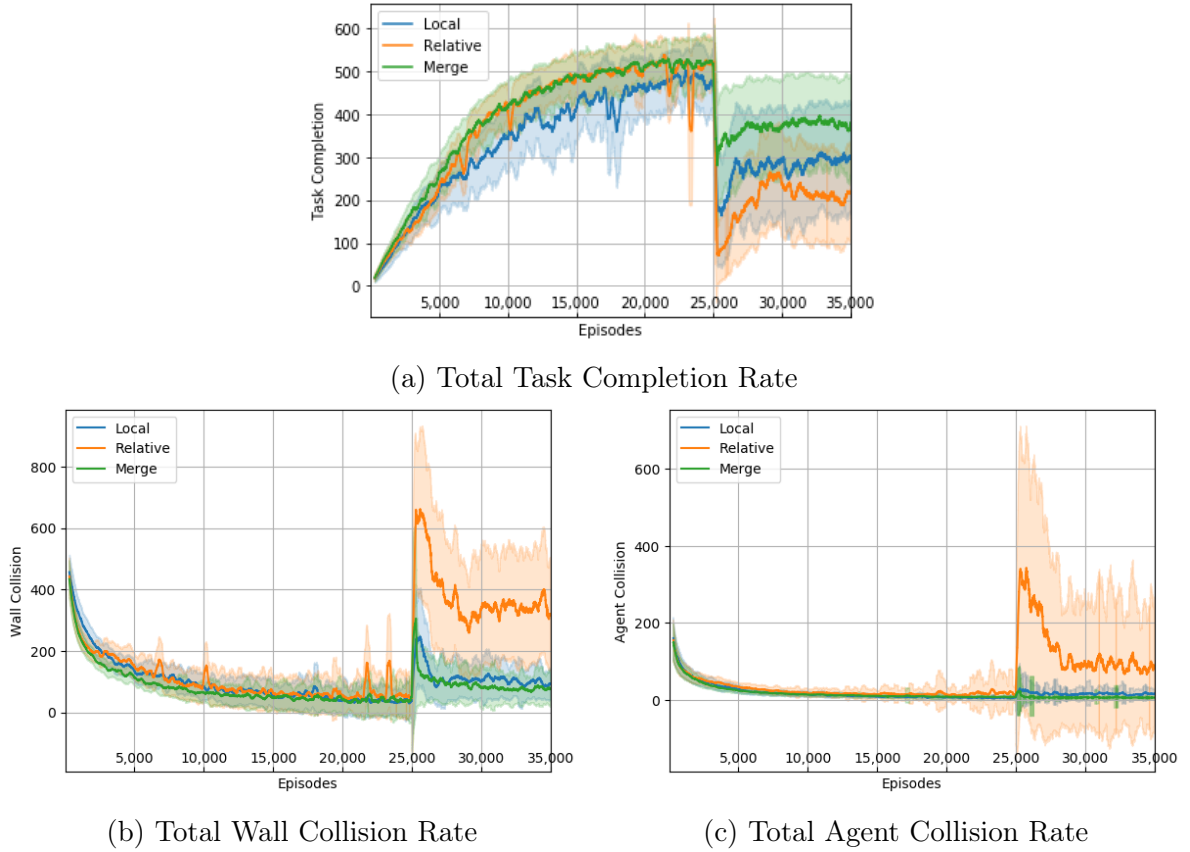 600
500
400
300
200
100
0
Task Completion
Local
Relative
Merge
5,000 10,000 15,000 20,000 25,000 30,000 35,000
Episodes
(a) Total Task Completion Rate
800
600
400
200
0
Wall Collision
Local
Relative
Merge
5,000 10,000 15,000 20,000 25,000 30,000 35,000
Episodes
(b) Total Wall Collision Rate
600
400
200
0
Agent Collision
Local
Relative
Merge
5,000 10,000 15,000 20,000 25,000 30,000 35,000
Episodes
(c) Total Agent Collision Rate